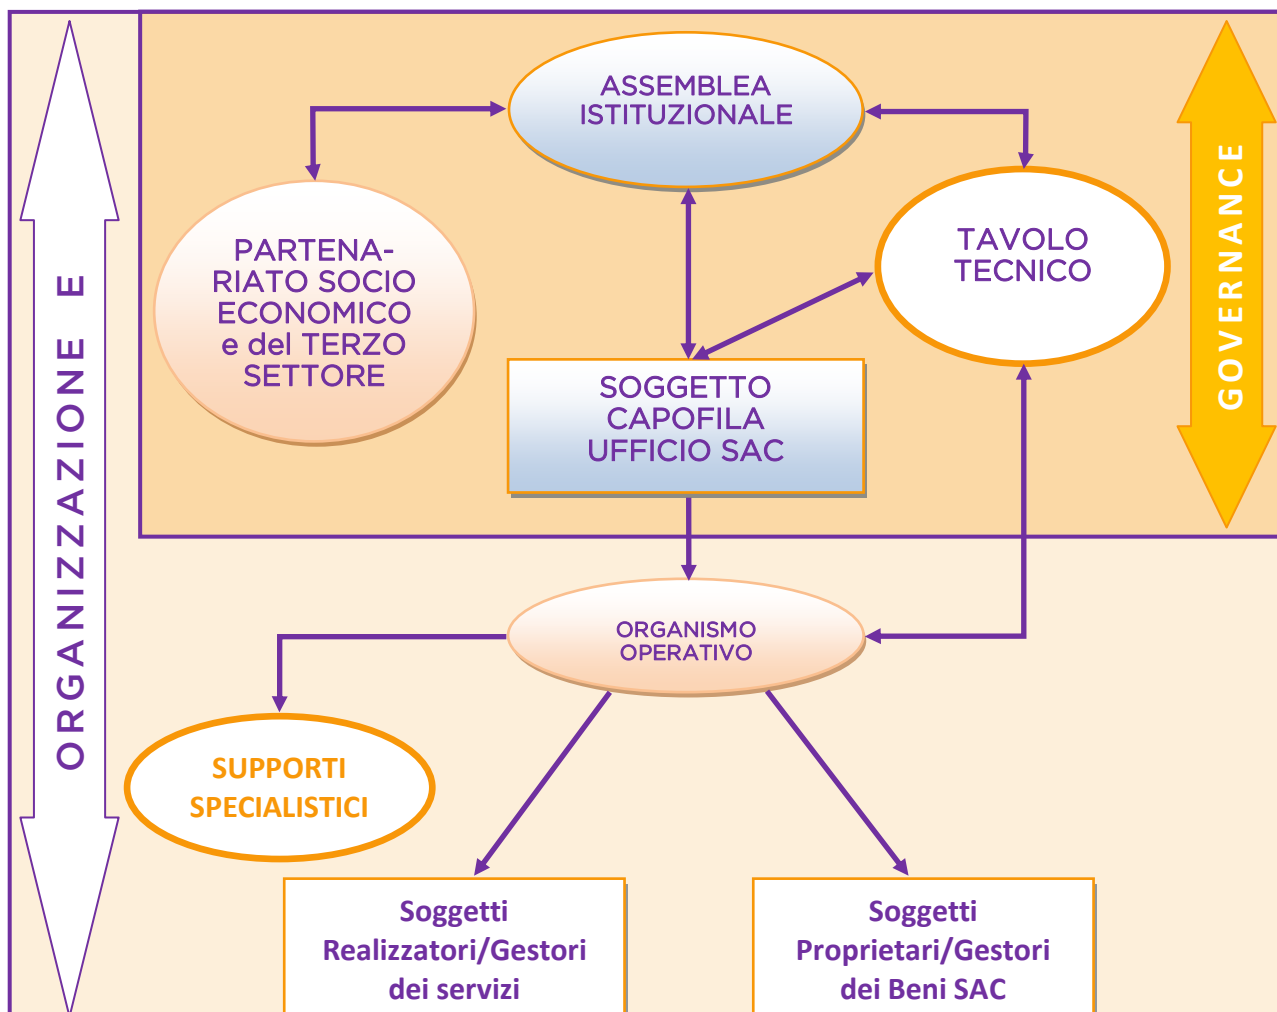 ASSEMBLEA
ISTITUZIONALE
PARTENA-
RIATO SOCIO
ECONOMICO
e del TERZO
SETTORE
TAVOLO
TECNICO
SOGGETTO
CAPOFILA
UFFICIO SAC
GOVERNANCE
ORGANIZZAZIONE E
ORGANISMO
OPERATIVO
SUPPORTI
SPECIALISTICI
Soggetti
Realizzatori/Gestori
dei servizi
Soggetti
Proprietari/Gestori
dei Beni SAC